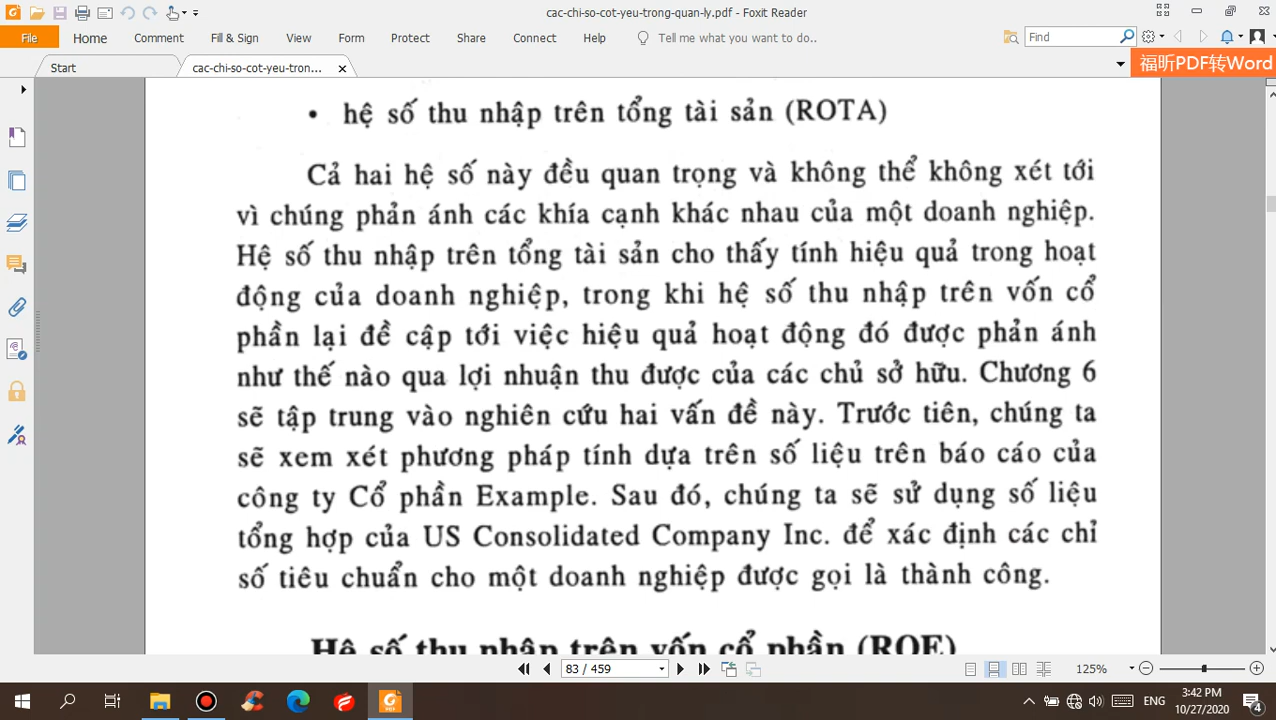 cac-chi-so-cot-yeu-trong-quan-ly.pdf - Foxit Reader
File Home Comment Fill & Sign View Form Protect Share Connect Help Tell me what you want to do.. Find
Start cac-chi-so-cot-yeu-tron...
福昕PDF转Word
• hệ số thu nhập trên tổng tài sản (ROTA)
Cả hai hệ số này đều quan trọng và không thể không xét tới
vì chúng phản ánh các khía cạnh khác nhau của một doanh nghiệp.
Hệ số thu nhập trên tổng tài sản cho thấy tính hiệu quả trong hoạt
động của doanh nghiệp, trong khi hệ số thu nhập trên vốn cổ
phần lại đề cập tới việc hiệu quả hoạt động đó được phản ánh
như thế nào qua lợi nhuận thu được của các chủ sở hữu. Chương 6
sẽ tập trung vào nghiên cứu hai vấn đề này. Trước tiên, chúng ta
sẽ xem xét phương pháp tính dựa trên số liệu trên báo cáo của
công ty Cổ phần Example. Sau đó, chúng ta sẽ sử dụng số liệu
tổng hợp của US Consolidated Company Inc. để xác định các chỉ
số tiêu chuẩn cho một doanh nghiệp được gọi là thành công.
Hệ số thu nhập trên vốn cổ phần (ROE)
83 / 459
125%
ENG
3:42 PM
10/27/2020
4